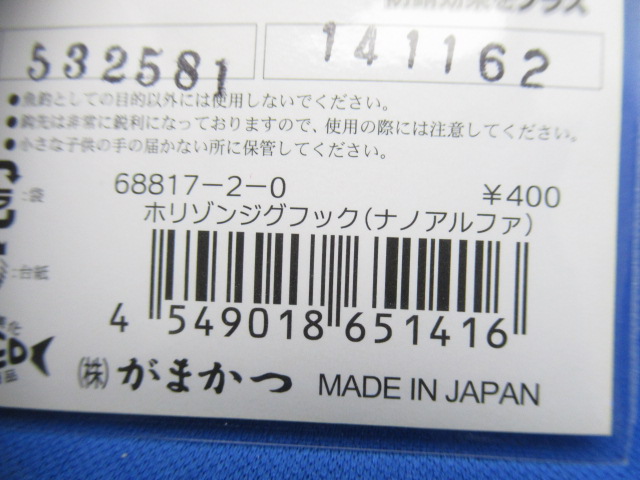 532581 141162
●魚釣としての目的以外には使用しないでください。
●鈎先は非常に鋭利になっておりますので、使用の際には注意してください。
●小さな子供の手の届かない所に保管してください。
68817-2-0 ¥400
:袋
ホリゾンジグフック(ナノアルファ)
:台紙
4 549018 651416
(株)がまかつ MADE IN JAPAN